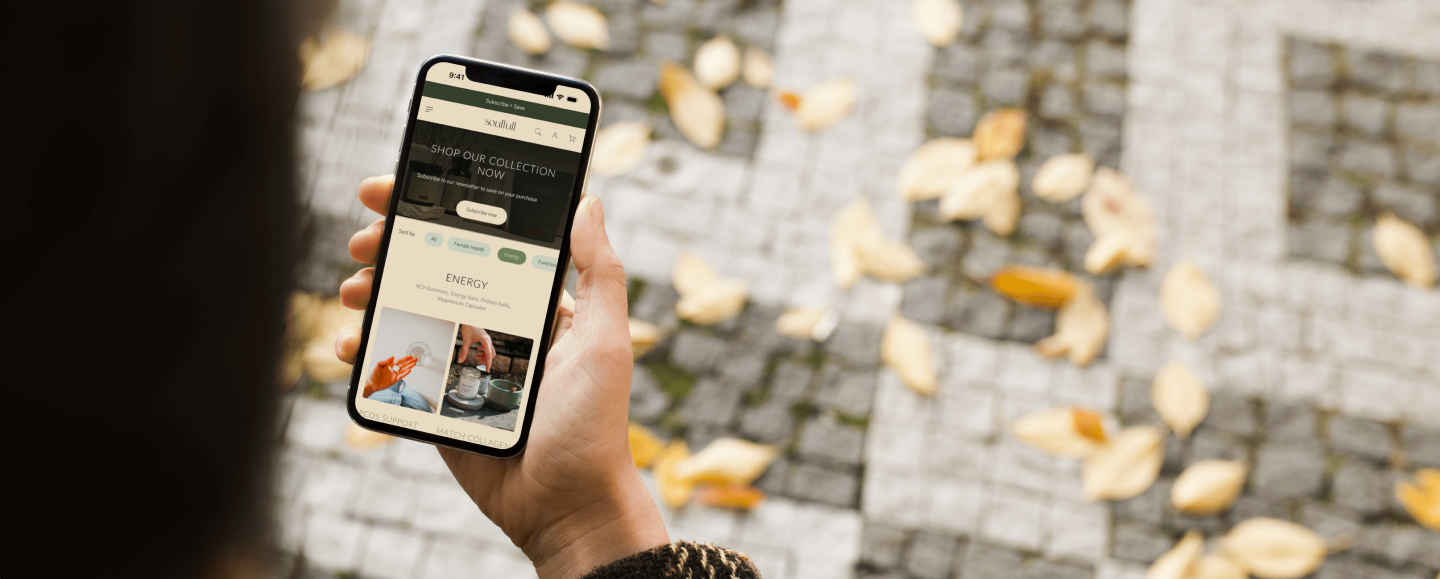 9:41
Subscribe + Save
soulfull
SHOP OUR COLLECTION
NOW
Subscribe to our newsletter to save on your purchase
Subscribe now
Sort by
All
Female Health
Energy
Function
ENERGY
ACV Gummies, Energy bars, Protein balls,
Magnesium Capsules
PCOS SUPPORT
MATCH COLLAGEN